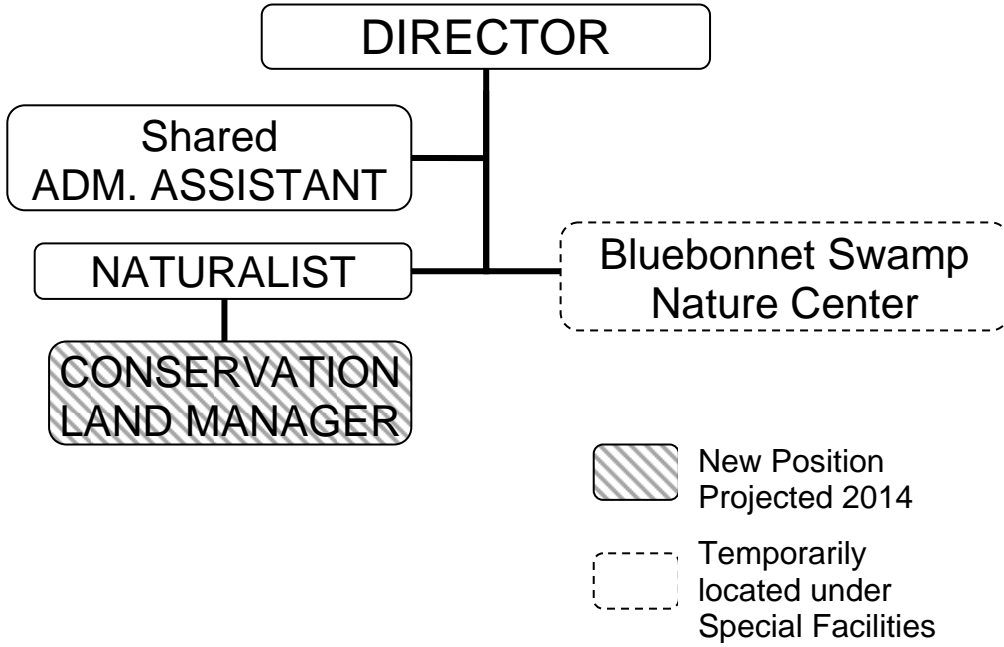 DIRECTOR
Shared
ADM. ASSISTANT
NATURALIST
Bluebonnet Swamp
Nature Center
CONSERVATION
LAND MANAGER
New Position
Projected 2014
Temporarily
located under
Special Facilities